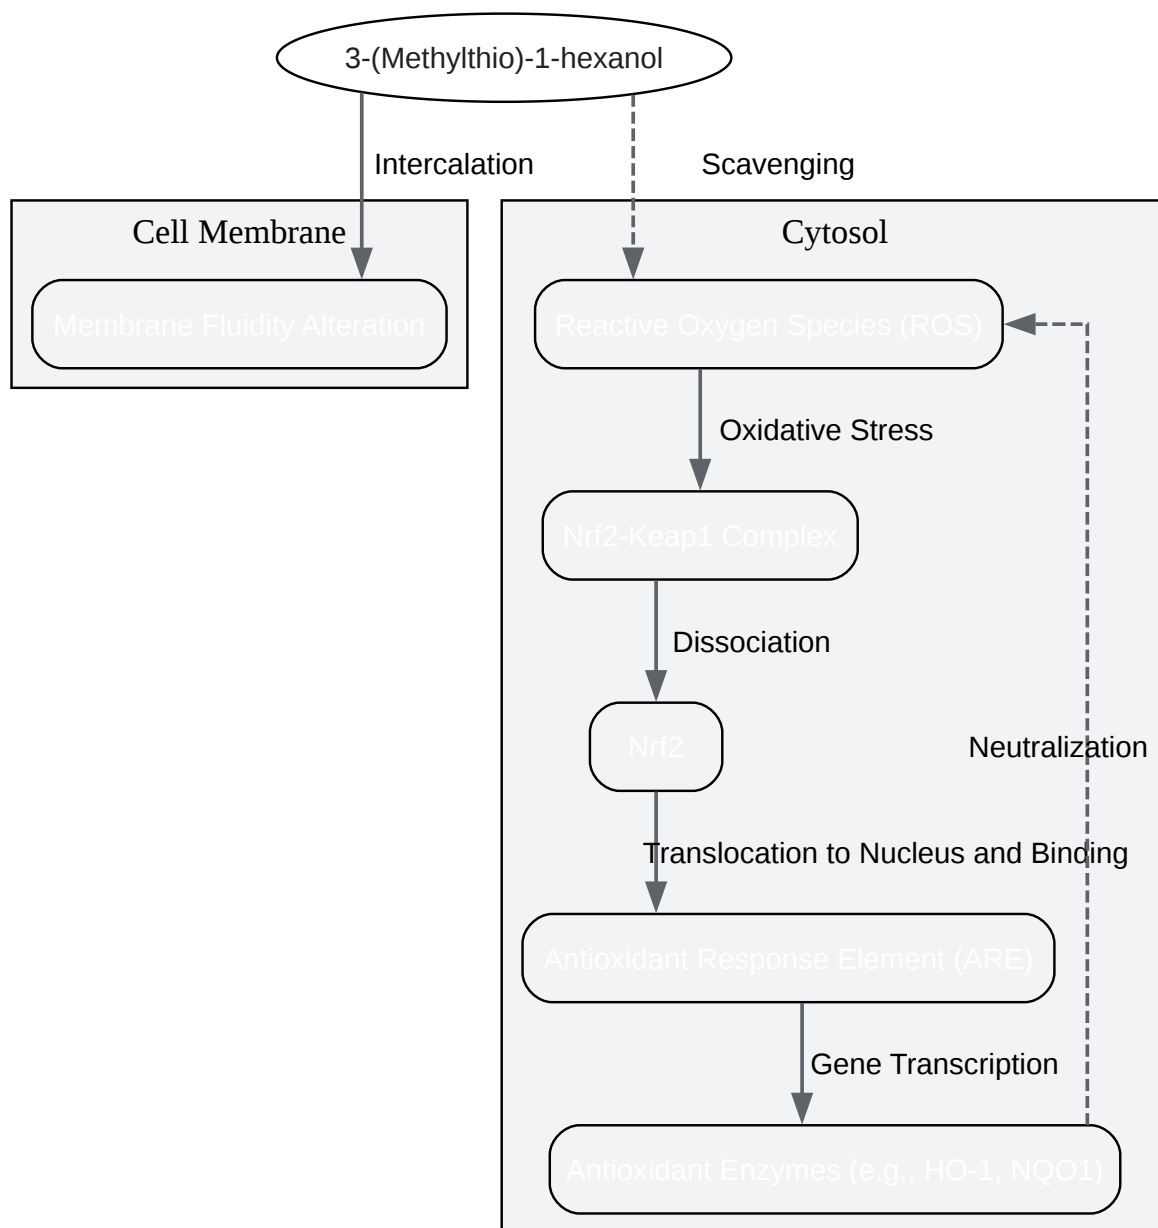 3-(Methylthio)-1-hexanol
Intercalation
Scavenging
Cell Membrane
Cytosol
Membrane Fluidity Alteration
Reactive Oxygen Species (ROS)
Oxidative Stress
Nrf2-Keap1 Complex
Dissociation
Nrf2
Neutralization
Translocation to Nucleus and Binding
Antioxidant Response Element (ARE)
Gene Transcription
Antioxidant Enzymes (e.g., HO-1, NQO1)